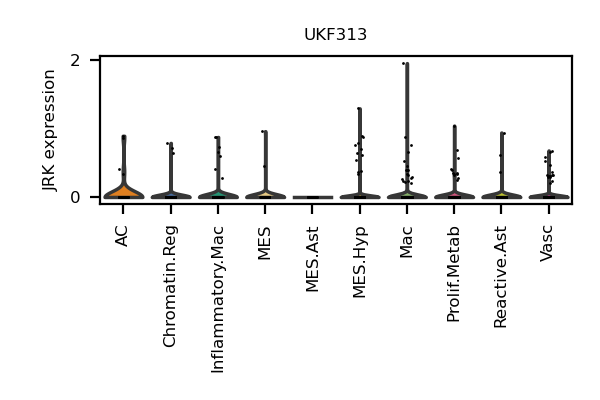 UKF313
JRK expression
2
0
AC
Chromatin.Reg
Inflammatory.Mac
MES
MES.Ast
MES.Hyp
Mac
Prolif.Metab
Reactive.Ast
Vasc